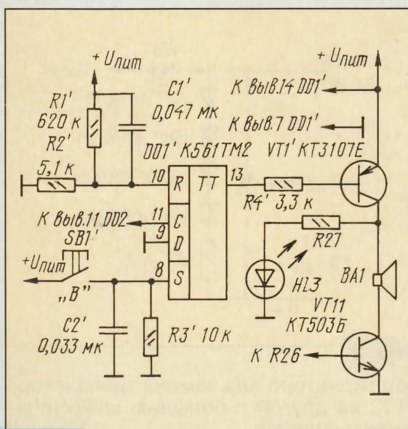 +Uпит
+Uпит
R1' 620 к
C1' 0,047 мк
К выв.14 DD1'
R2' 5,1 к
К выв.7 DD1'
DD1' К561ТМ2
VT1' КТ3107Е
10 R TT 13
К выв.11 DD2
11 C
9 D
8 S
R4' 3,3 к
R27
SB1'
+Uпит
„В"
HL3
BA1
VT11
КТ503Б
C2' 0,033 мк
R3' 10 к
К R26